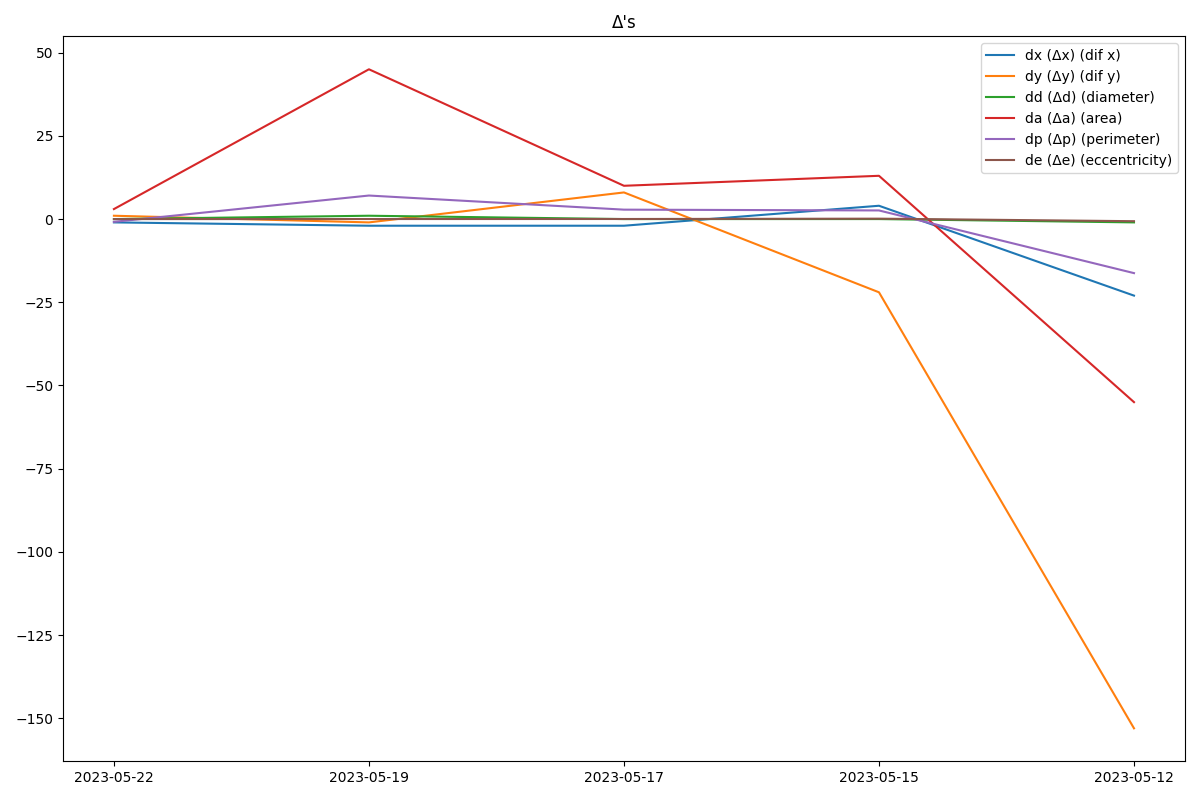 Δ's
50
25
0
−25
−50
−75
−100
−125
−150
dx (Δx) (dif x)
dy (Δy) (dif y)
dd (Δd) (diameter)
da (Δa) (area)
dp (Δp) (perimeter)
de (Δe) (eccentricity)
2023-05-22 2023-05-19 2023-05-17 2023-05-15 2023-05-12